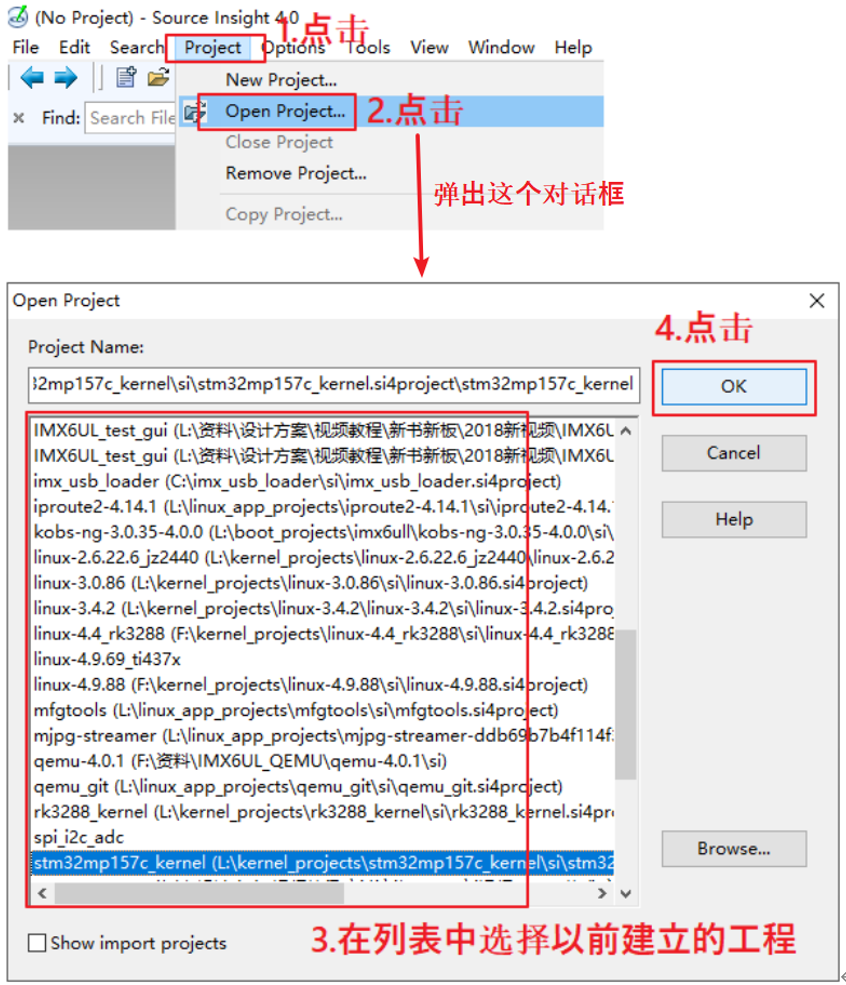 (No Project) - Source Insight 4.0
1.点击
File Edit Search Project Options Tools View Window Help
New Project...
Find: Search File
Open Project...
2.点击
Close Project
Remove Project...
弹出这个对话框
Copy Project...
Open Project
4.点击
Project Name:
32mp157c_kernel\si\stm32mp157c_kernel.si4project\stm32mp157c_kernel
OK
IMX6UL_test_gui (L:\资料\设计方案\视频教程\新书新板\2018新视频\IMX6U
IMX6UL_test_gui (L:\资料\设计方案\视频教程\新书新板\2018新视频\IMX6U
Cancel
imx_usb_loader (C:\imx_usb_loader\si\imx_usb_loader.si4project)
iproute2-4.14.1 (L:\linux_app_projects\iproute2-4.14.1\si\iproute2-4.14.
Help
kobs-ng-3.0.35-4.0.0 (L:\boot_projects\imx6ull\kobs-ng-3.0.35-4.0.0\si\
linux-2.6.22.6_jz2440 (L:\kernel_projects\linux-2.6.22.6_jz2440\linux-2.6.2
linux-3.0.86 (L:\kernel_projects\linux-3.0.86\si\linux-3.0.86.si4project)
linux-3.4.2 (L:\kernel_projects\linux-3.4.2\linux-3.4.2\si\linux-3.4.2.si4proj
linux-4.4_rk3288 (F:\kernel_projects\linux-4.4_rk3288\si\linux-4.4_rk3288
linux-4.9.69_ti437x
linux-4.9.88 (F:\kernel_projects\linux-4.9.88\si\linux-4.9.88.si4project)
mfgtools (L:\linux_app_projects\mfgtools\si\mfgtools.si4project)
mjpg-streamer (L:\linux_app_projects\mjpg-streamer-ddb69b7b4f114f
qemu-4.0.1 (F:\资料\IMX6UL_QEMU\qemu-4.0.1\si)
qemu_git (L:\linux_app_projects\qemu_git\si\qemu_git.si4project)
rk3288_kernel (L:\kernel_projects\rk3288_kernel\si\rk3288_kernel.si4pr
spi_i2c_adc
Browse...
stm32mp157c_kernel (L:\kernel_projects\stm32mp157c_kernel\si\stm32
Show import projects
3.在列表中选择以前建立的工程